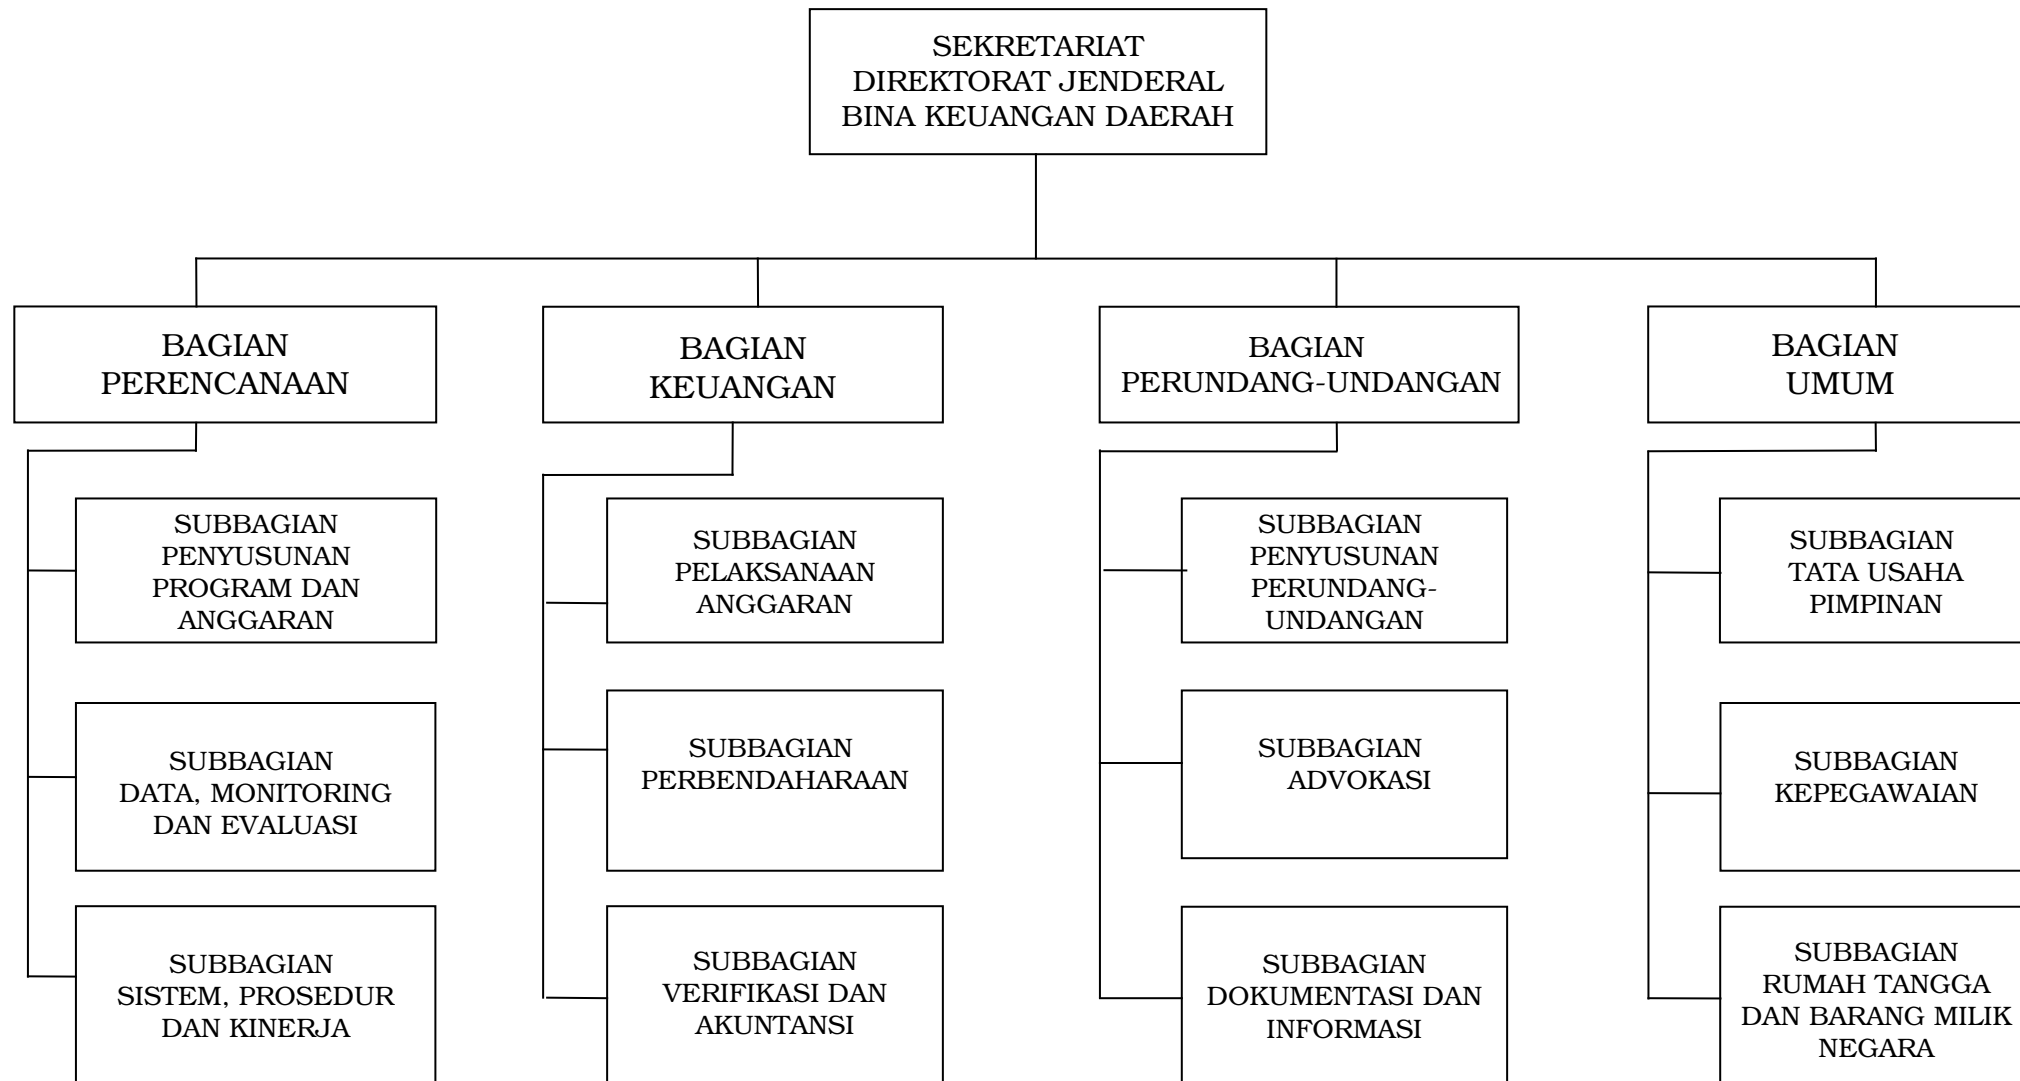 SEKRETARIAT
DIREKTORAT JENDERAL
BINA KEUANGAN DAERAH
BAGIAN
PERENCANAAN
BAGIAN
KEUANGAN
BAGIAN
PERUNDANG-UNDANGAN
BAGIAN
UMUM
SUBBAGIAN
PENYUSUNAN
PROGRAM DAN
ANGGARAN
SUBBAGIAN
PELAKSANAAN
ANGGARAN
SUBBAGIAN
PENYUSUNAN
PERUNDANG-
UNDANGAN
SUBBAGIAN
TATA USAHA
PIMPINAN
SUBBAGIAN
DATA, MONITORING
DAN EVALUASI
SUBBAGIAN
PERBENDAHARAAN
SUBBAGIAN
ADVOKASI
SUBBAGIAN
KEPEGAWAIAN
SUBBAGIAN
SISTEM, PROSEDUR
DAN KINERJA
SUBBAGIAN
VERIFIKASI DAN
AKUNTANSI
SUBBAGIAN
DOKUMENTASI DAN
INFORMASI
SUBBAGIAN
RUMAH TANGGA
DAN BARANG MILIK
NEGARA